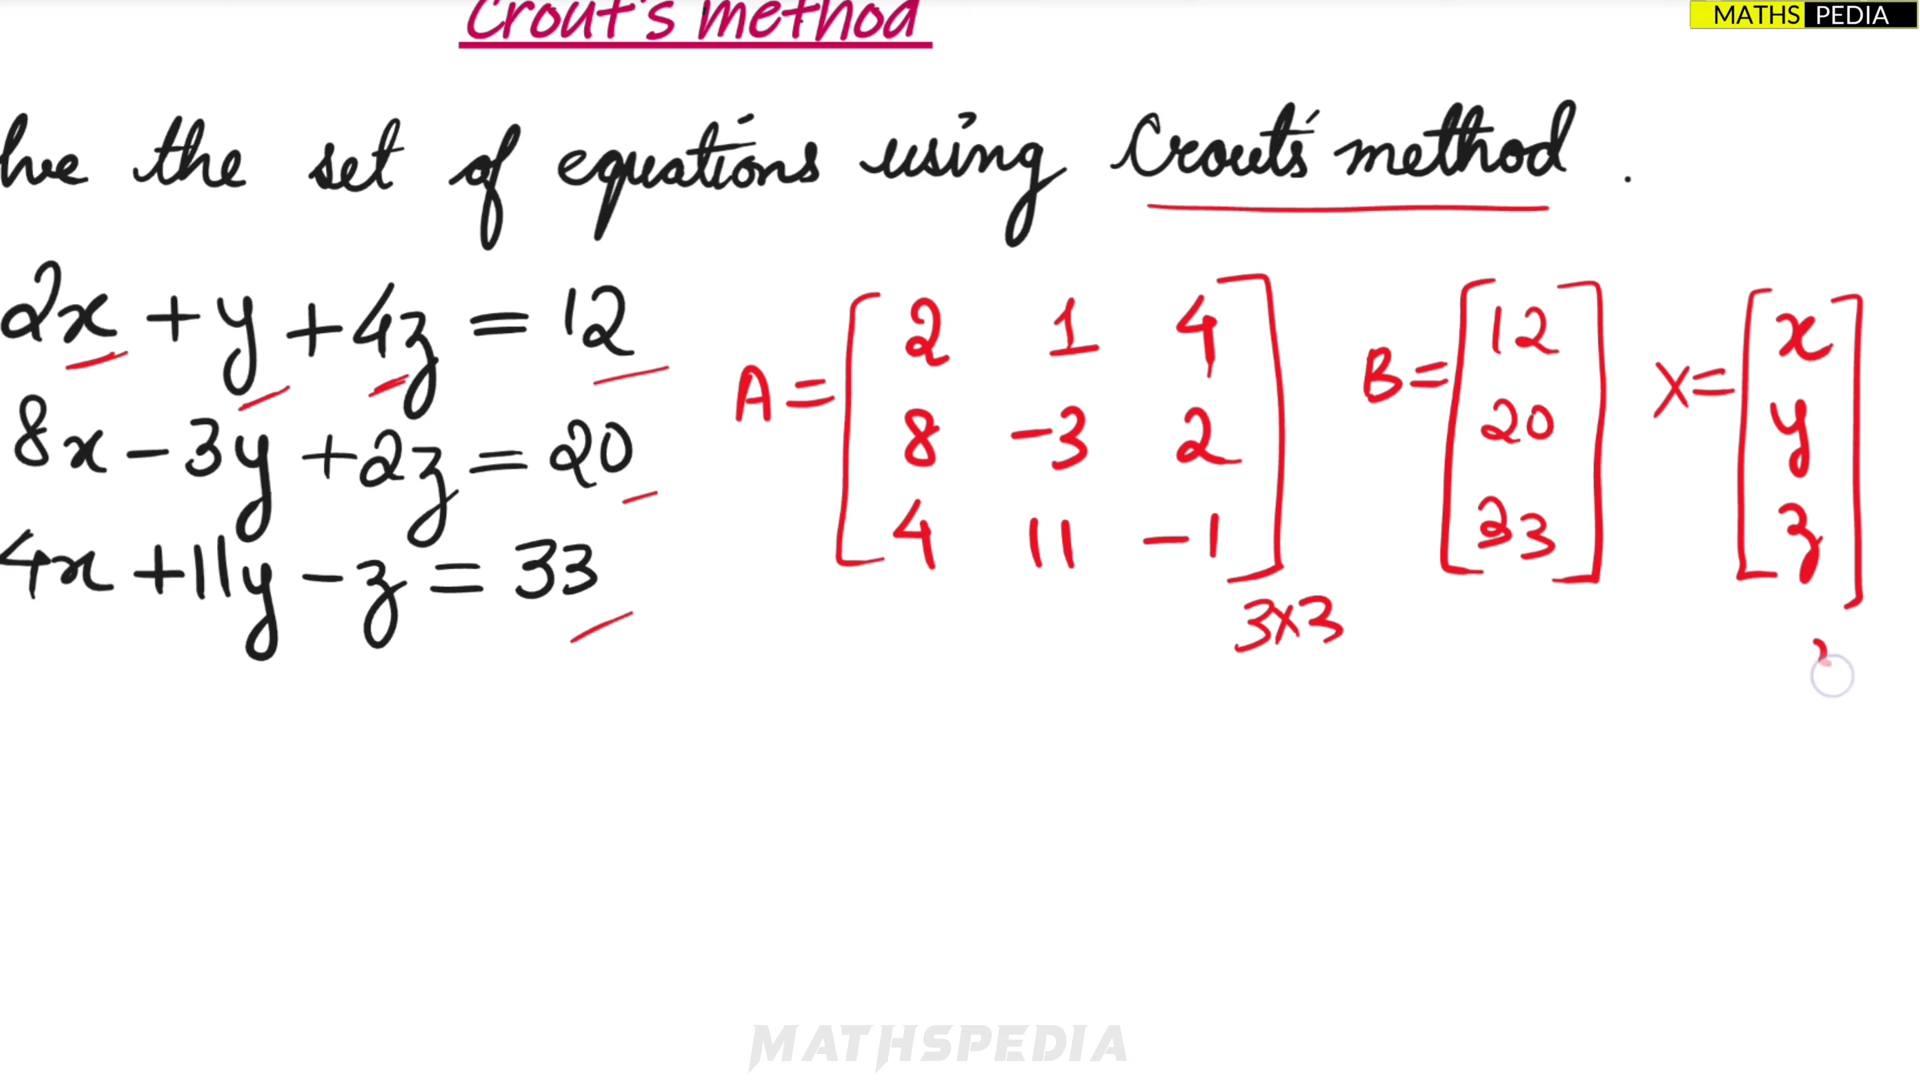 Crout's method
MATHS PEDIA
lve the set of equations using Crout's method .
2x + y + 4z = 12
8x - 3y + 2z = 20
4x + 11y - z = 33
A = [ 2 1 4
8 -3 2
4 11 -1 ]
3x3
B = [ 12
20
33 ]
X = [ x
y
z ]
MATHSPEDIA